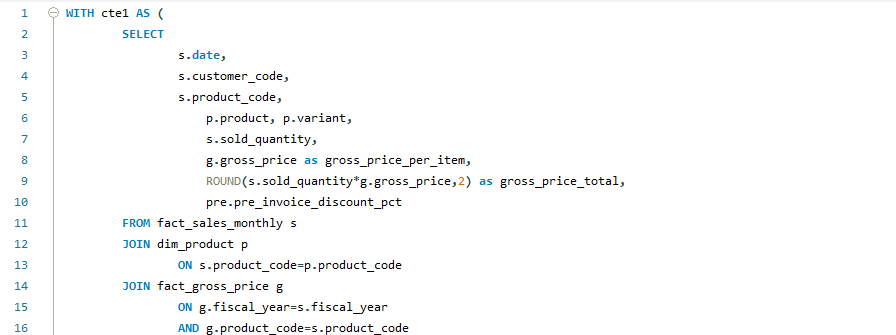 1 WITH cte1 AS (
2 SELECT
3 s.date,
4 s.customer_code,
5 s.product_code,
6 p.product, p.variant,
7 s.sold_quantity,
8 g.gross_price as gross_price_per_item,
9 ROUND(s.sold_quantity*g.gross_price,2) as gross_price_total,
10 pre.pre_invoice_discount_pct
11 FROM fact_sales_monthly s
12 JOIN dim_product p
13 ON s.product_code=p.product_code
14 JOIN fact_gross_price g
15 ON g.fiscal_year=s.fiscal_year
16 AND g.product_code=s.product_code